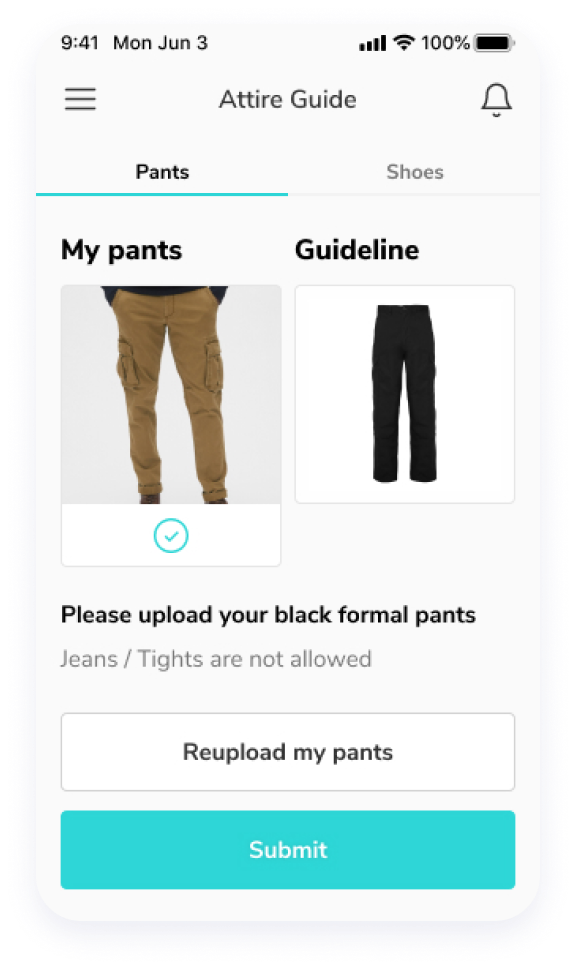 9:41 Mon Jun 3 100%
Attire Guide
Pants Shoes
My pants Guideline
Please upload your black formal pants
Jeans / Tights are not allowed
Reupload my pants
Submit